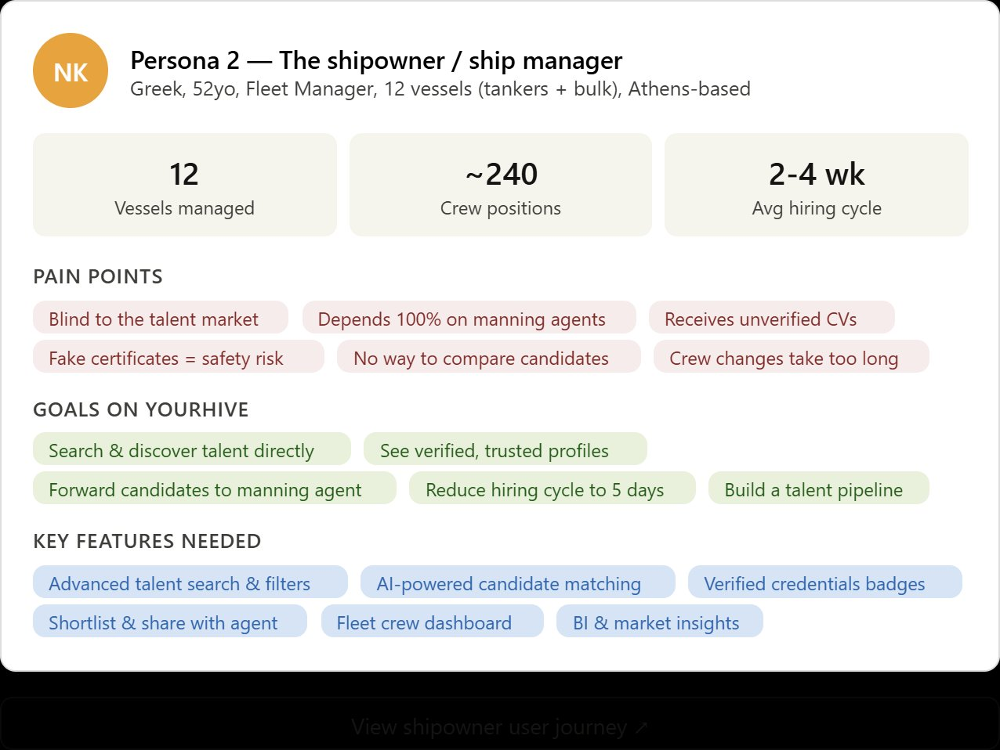 NK
Persona 2 — The shipowner / ship manager
Greek, 52yo, Fleet Manager, 12 vessels (tankers + bulk), Athens-based
12
Vessels managed
~240
Crew positions
2-4 wk
Avg hiring cycle
PAIN POINTS
Blind to the talent market
Depends 100% on manning agents
Receives unverified CVs
Fake certificates = safety risk
No way to compare candidates
Crew changes take too long
GOALS ON YOURHIVE
Search & discover talent directly
See verified, trusted profiles
Forward candidates to manning agent
Reduce hiring cycle to 5 days
Build a talent pipeline
KEY FEATURES NEEDED
Advanced talent search & filters
AI-powered candidate matching
Verified credentials badges
Shortlist & share with agent
Fleet crew dashboard
BI & market insights
View shipowner user journey ↗